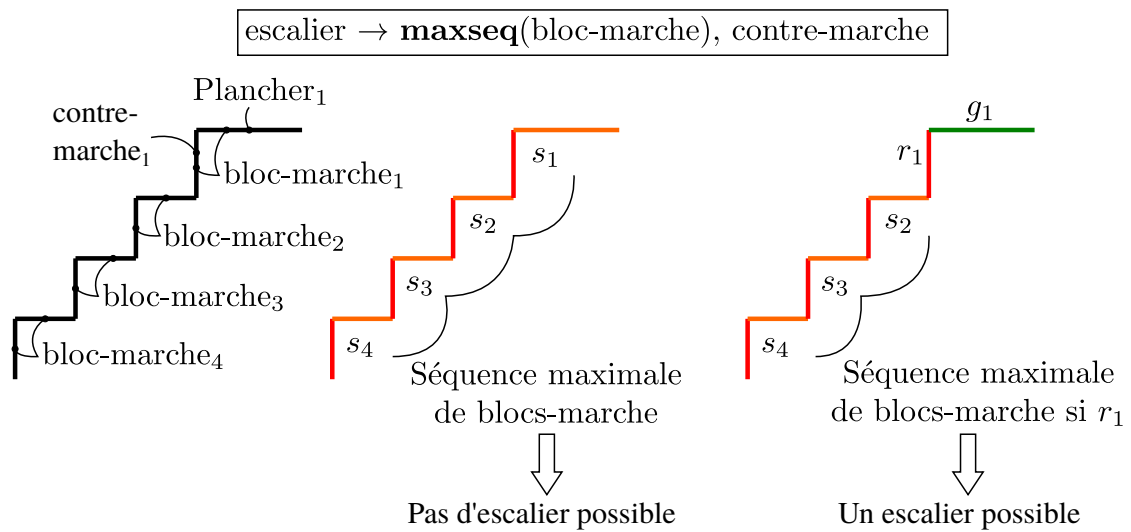 escalier → maxseq(bloc-marche), contre-marche
Plancher₁
contre-
marche₁
bloc-marche₁
bloc-marche₂
bloc-marche₃
bloc-marche₄
s₁
s₂
s₃
s₄
Séquence maximale
de blocs-marche
Pas d'escalier possible
g₁
r₁
s₂
s₃
s₄
Séquence maximale
de blocs-marche si r₁
Un escalier possible